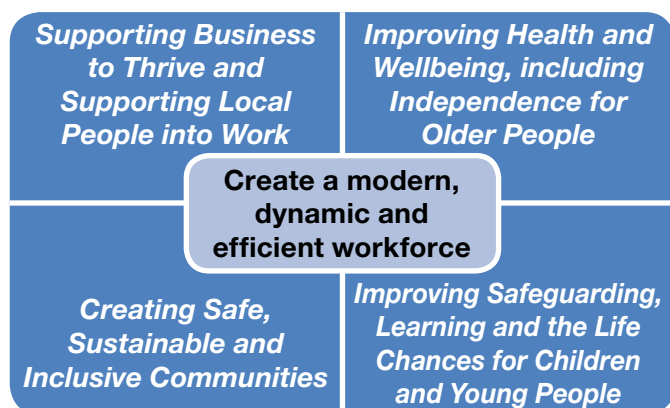 Supporting Business
to Thrive and
Supporting Local
People into Work
Improving Health and
Wellbeing, including
Independence for
Older People
Create a modern,
dynamic and
efficient workforce
Creating Safe,
Sustainable and
Inclusive Communities
Improving Safeguarding,
Learning and the Life
Chances for Children
and Young People